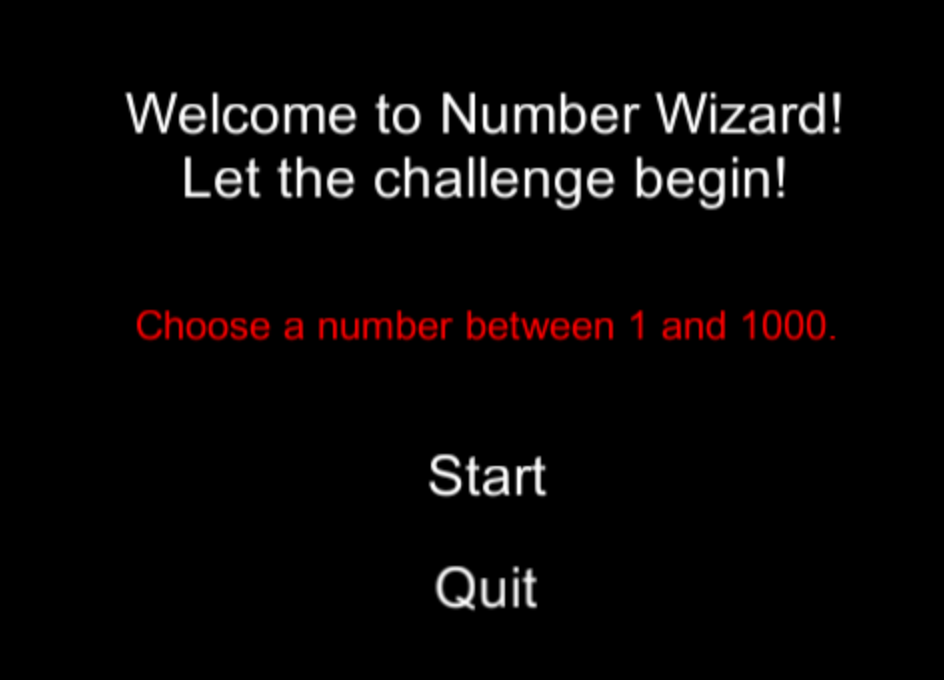 Welcome to Number Wizard!
Let the challenge begin!
Choose a number between 1 and 1000.
Start
Quit